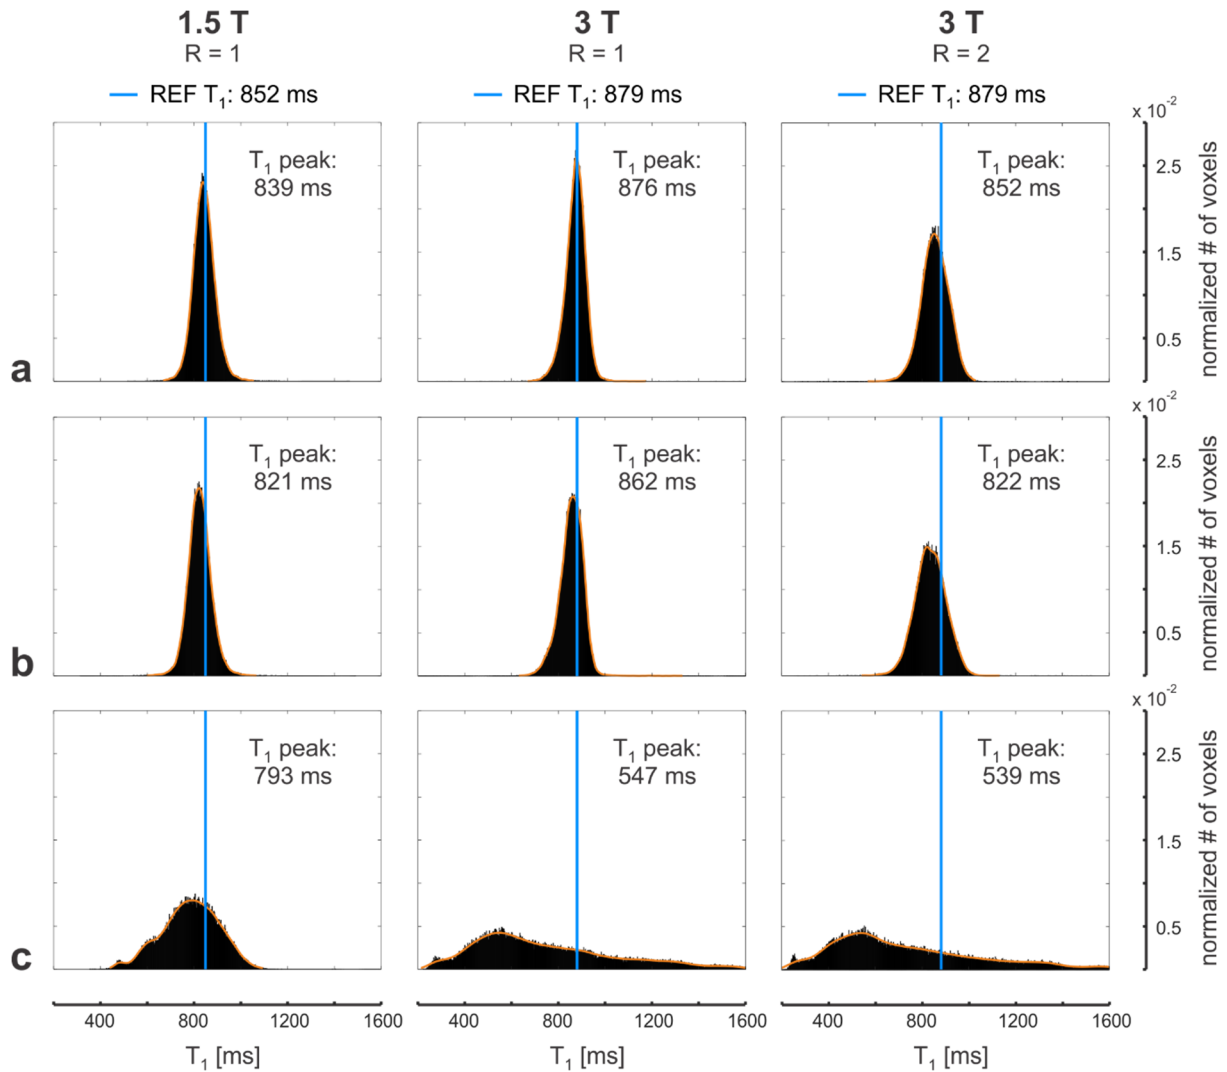 1.5 T
R = 1
REF T₁: 852 ms
3 T
R = 1
REF T₁: 879 ms
3 T
R = 2
REF T₁: 879 ms
a
T₁ peak:
839 ms
T₁ peak:
876 ms
T₁ peak:
852 ms
x 10⁻²
2.5
1.5
0.5
normalized # of voxels
b
T₁ peak:
821 ms
T₁ peak:
862 ms
T₁ peak:
822 ms
x 10⁻²
2.5
1.5
0.5
normalized # of voxels
c
T₁ peak:
793 ms
T₁ peak:
547 ms
T₁ peak:
539 ms
x 10⁻²
2.5
1.5
0.5
normalized # of voxels
400 800 1200 1600
T₁ [ms]
400 800 1200 1600
T₁ [ms]
400 800 1200 1600
T₁ [ms]